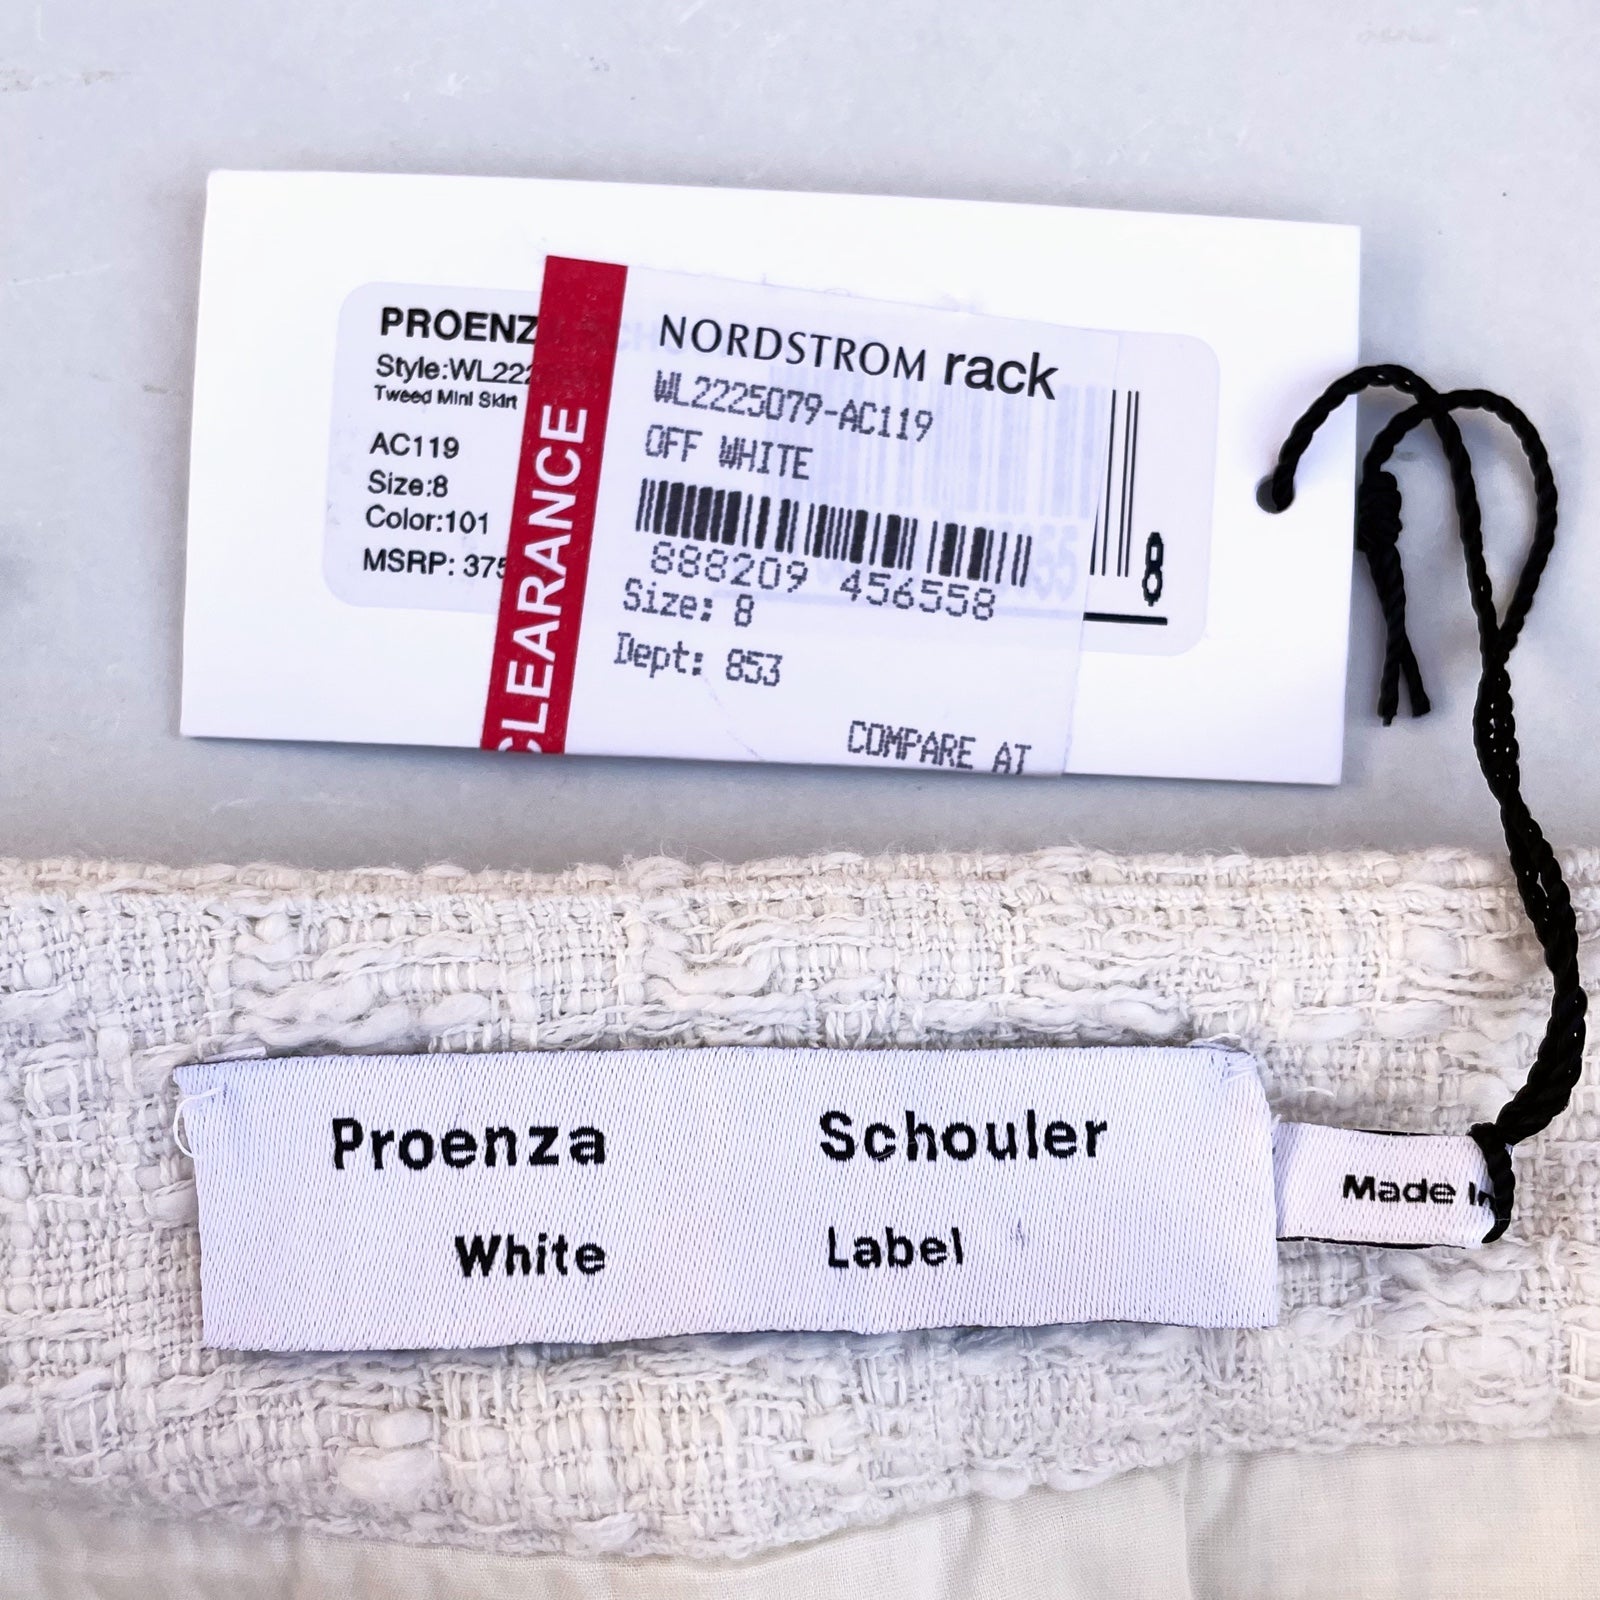 PROENZ
Style:WL222
Tweed Mini Skirt
AC119
Size:8
Color:101
MSRP: 375
CLEARANCE
NORDSTROM rack
WL2225079-AC119
OFF WHITE
888209 456558
Size: 8
Dept: 853
COMPARE AT
8
Proenza Schouler
White Label
Made In